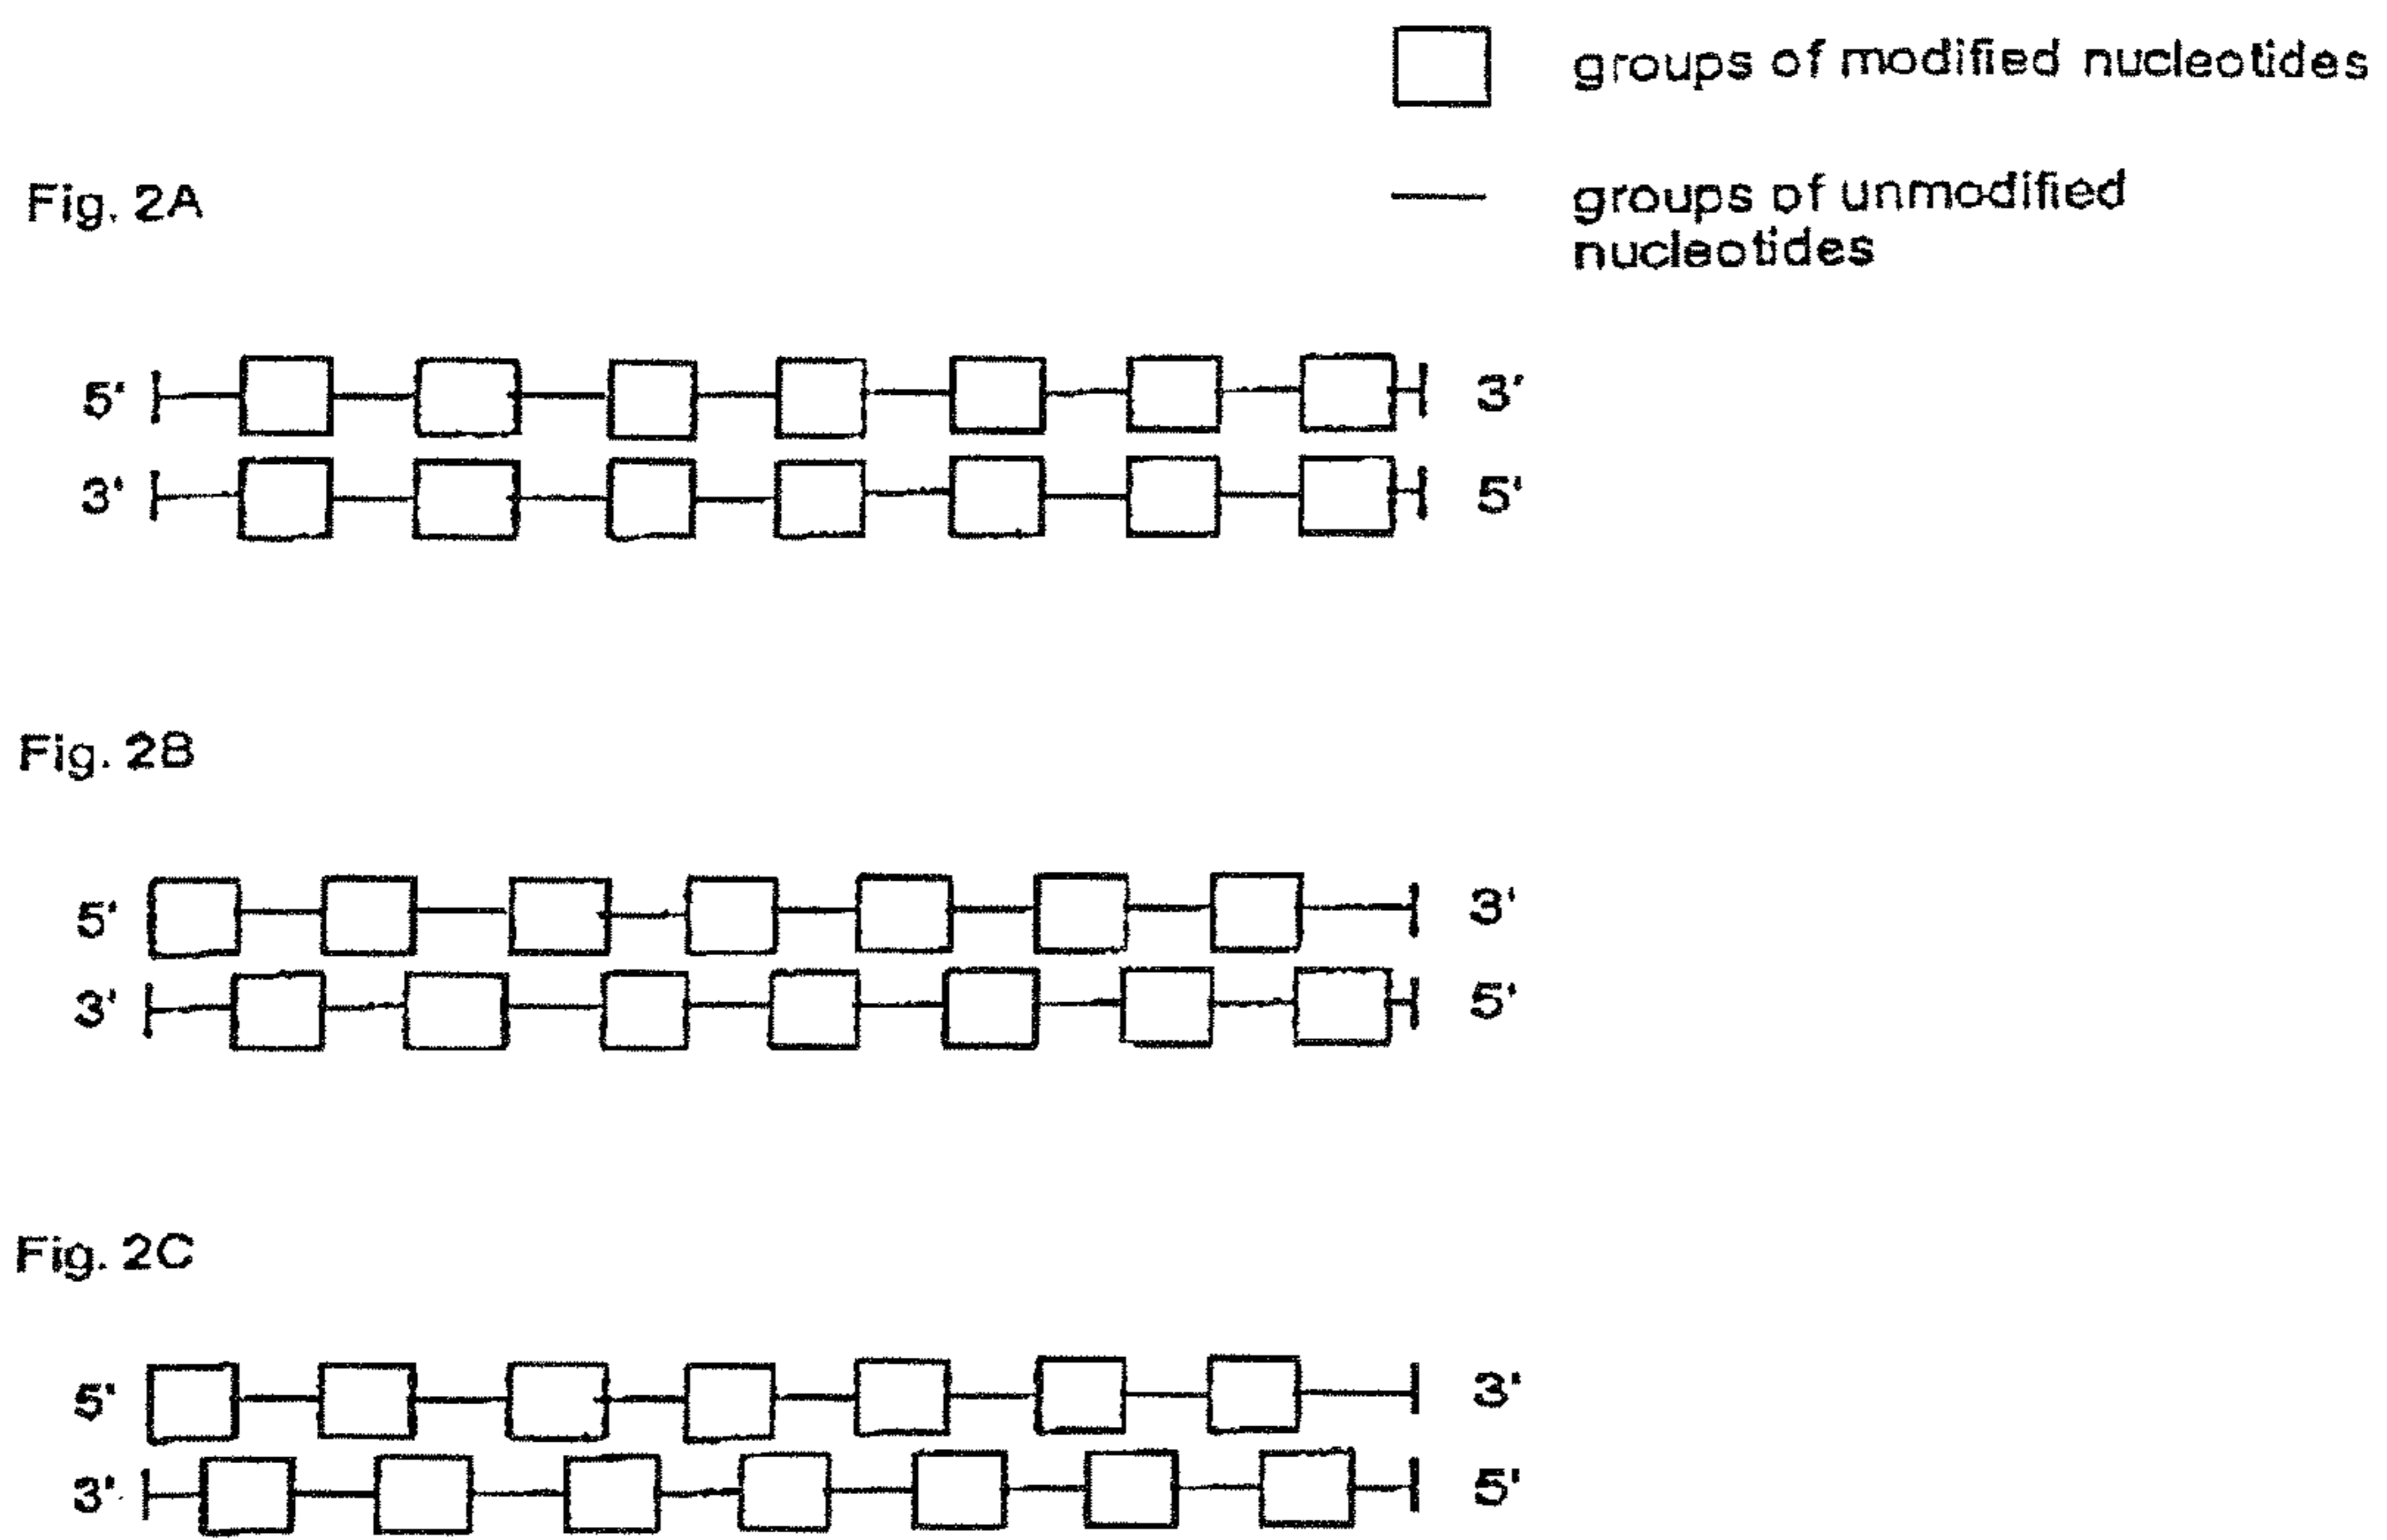 groups of modified nucleotides
Fig. 2A
groups of unmodified
nucleotides
5' 3'
3' 5'
Fig. 2B
5' 3'
3' 5'
Fig. 2C
5' 3'
3' 5'